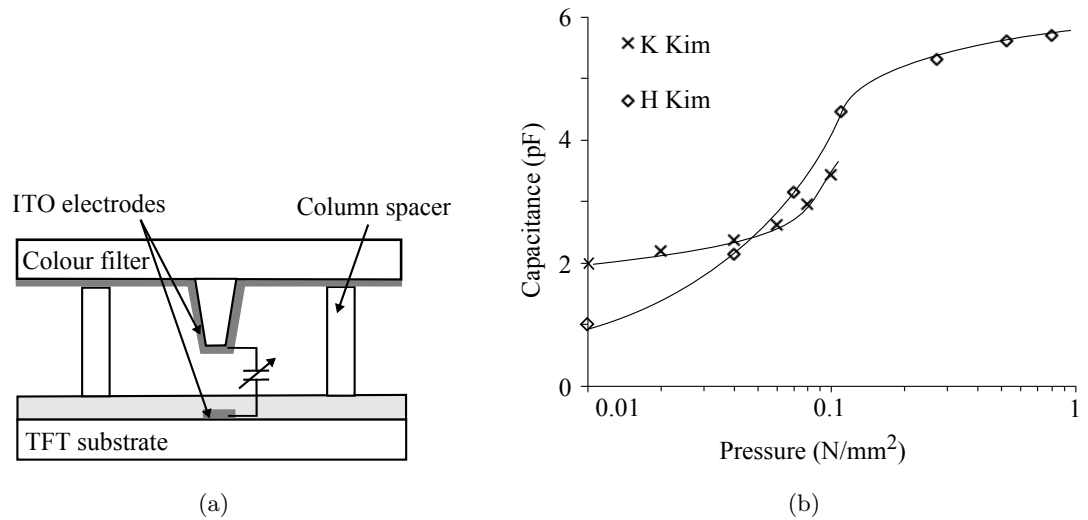 ITO electrodes
Column spacer
Colour filter
TFT substrate
(a)
6
4
2
0
Capacitance (pF)
K Kim
H Kim
0.01
0.1
1
Pressure (N/mm²)
(b)